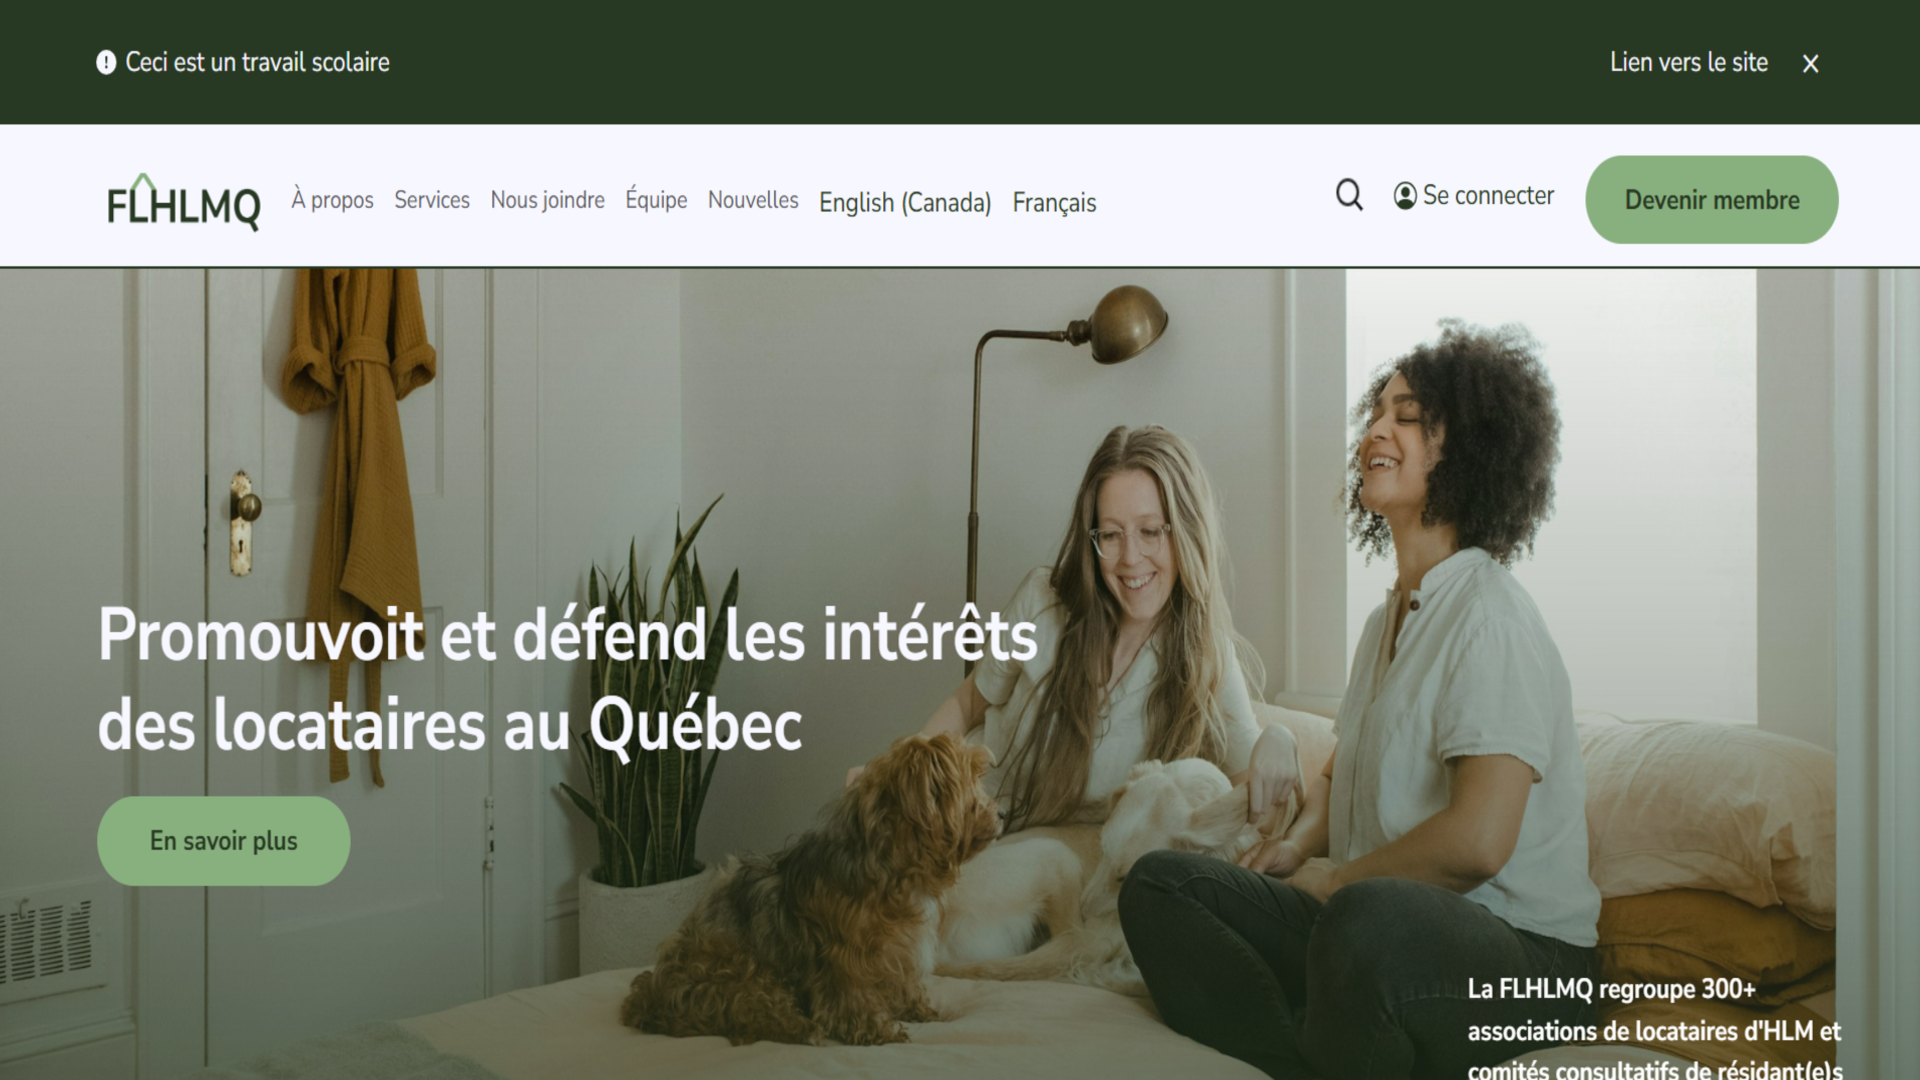 Ceci est un travail scolaire
Lien vers le site X
FLHLMQ À propos Services Nous joindre Équipe Nouvelles English (Canada) Français Se connecter Devenir membre
Promouvoit et défend les intérêts
des locataires au Québec
En savoir plus
La FLHLMQ regroupe 300+
associations de locataires d'HLM et
comités consultatifs de résidant(e)s